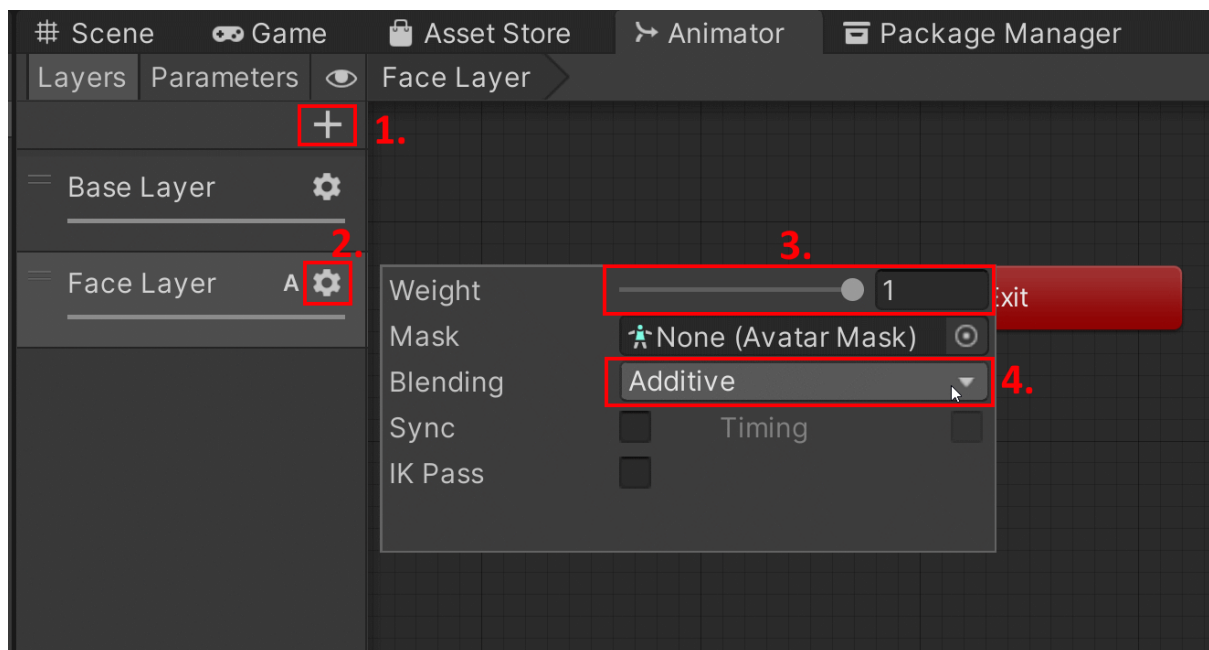 Scene Game Asset Store Animator Package Manager
Layers Parameters Face Layer
1.
Base Layer
2.
3.
Face Layer A
Weight 1
xit
Mask None (Avatar Mask)
Blending Additive 4.
Sync Timing
IK Pass